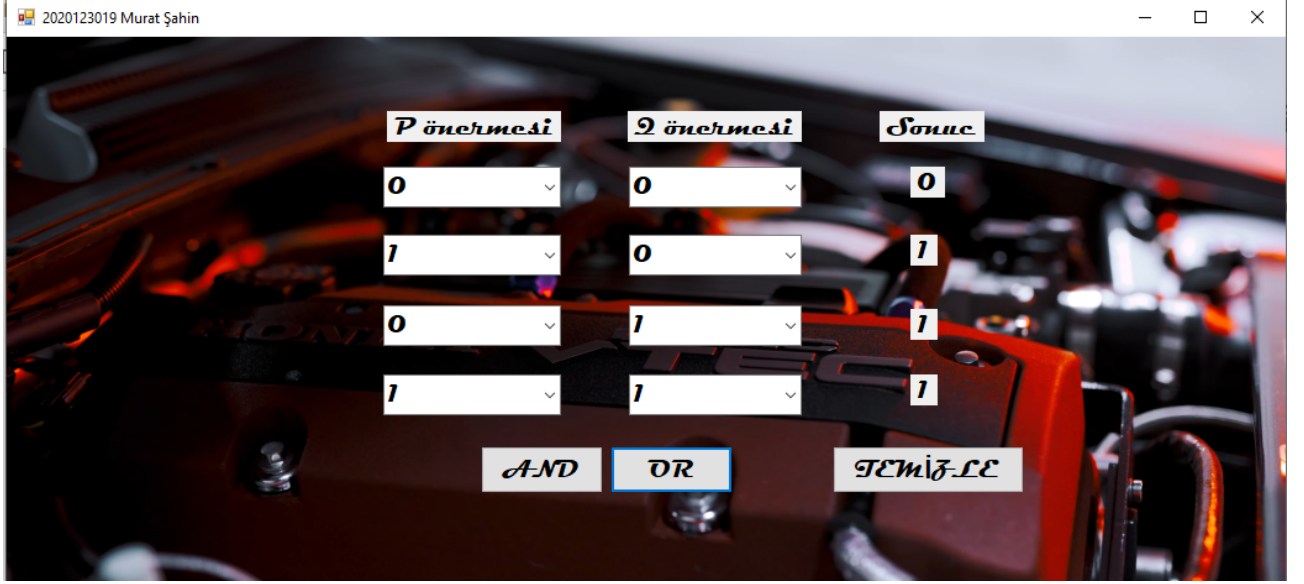 2020123019 Murat Şahin
P önermesi Q önermesi Sonuc
0 0 0
1 0 1
0 1 1
1 1 1
VTEC
AND OR TEMİZLE